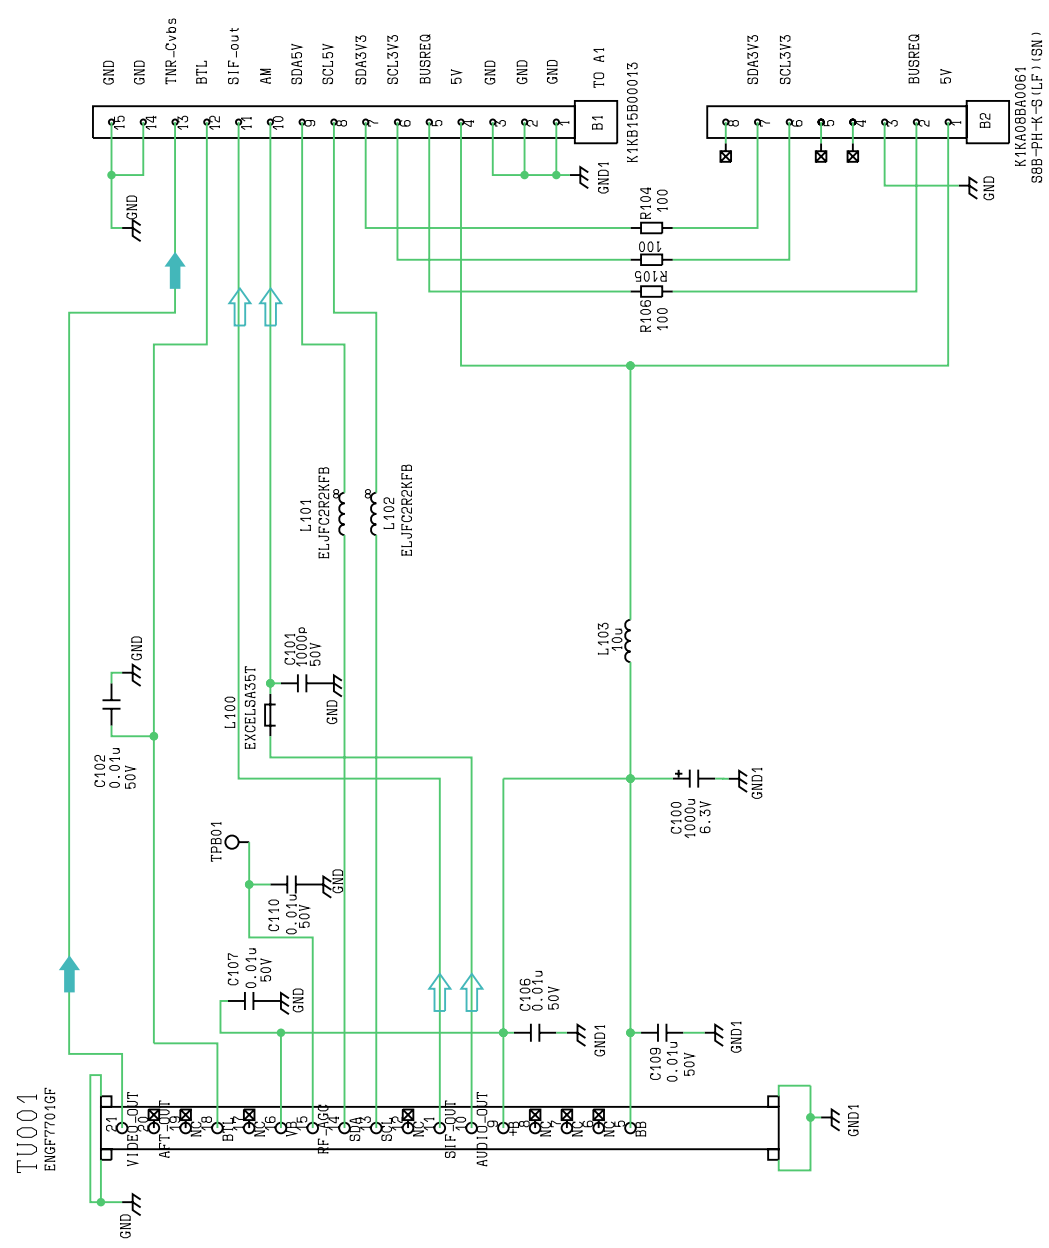 GND
GND
TNR-Cvbs
BTL
SIF-out
AM
SDA5V
SCL5V
SDA3V3
SCL3V3
BUSREQ
5V
GND
GND
GND
TO A1
K1KB15B00013
15
14
13
12
11
10
9
8
7
6
5
4
3
2
1
B1
SDA3V3
SCL3V3
BUSREQ
5V
K1KA08BA0061
S8B-PH-K-S(LF)(SN)
8
7
6
5
4
3
2
1
B2
GND
GND1
GND
R104
100
100
R105
R106
100
L101
ELJFC2R2KFB
8
8
L102
ELJFC2R2KFB
L103
10u
GND
C102
0.01u
50V
L100
EXCELSA35T
C101
1000p
50V
GND
+
C100
1000u
6.3V
GND1
TPB01
C110
0.01u
50V
GND
C107
0.01u
50V
GND
C106
0.01u
50V
GND1
C109
0.01u
50V
GND1
TU001
ENGF7701GF
21
VIDEO_OUT
20
AFT_OUT
19
NC
18
BTL
17
NC
16
VB
15
RF-AGC
14
SDA
13
SCL
12
NC
11
SIF_OUT
10
AUDIO_OUT
9
+B
8
NC
7
NC
6
NC
5
BB
GND
GND1